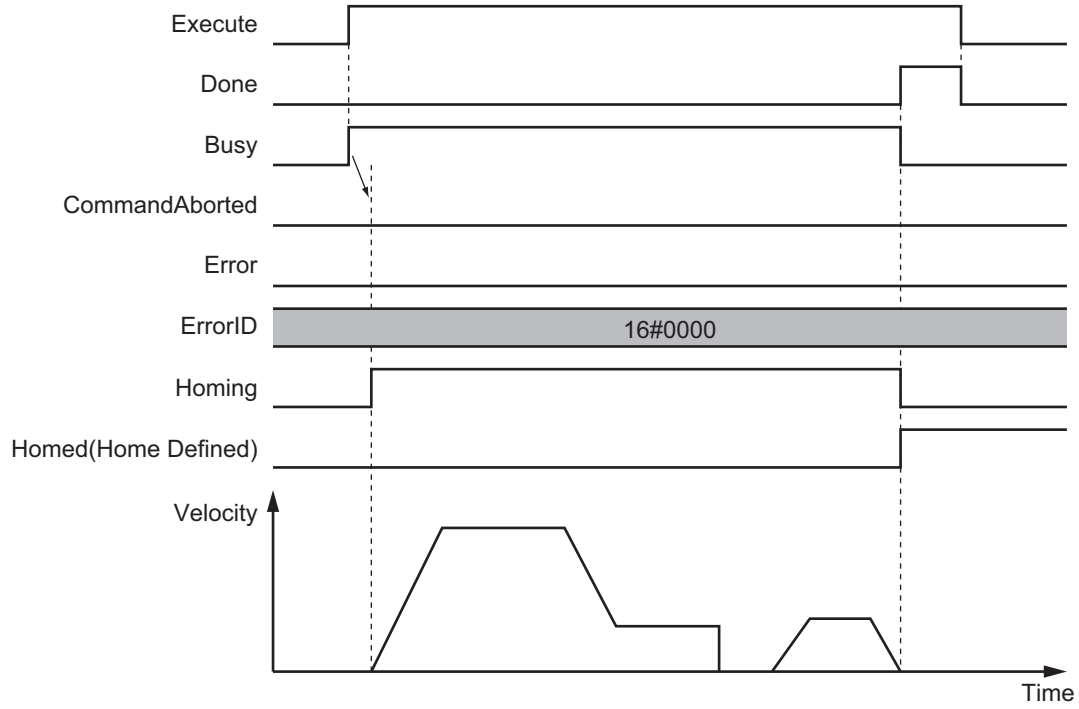 Execute
Done
Busy
CommandAborted
Error
ErrorID
16#0000
Homing
Homed(Home Defined)
Velocity
Time